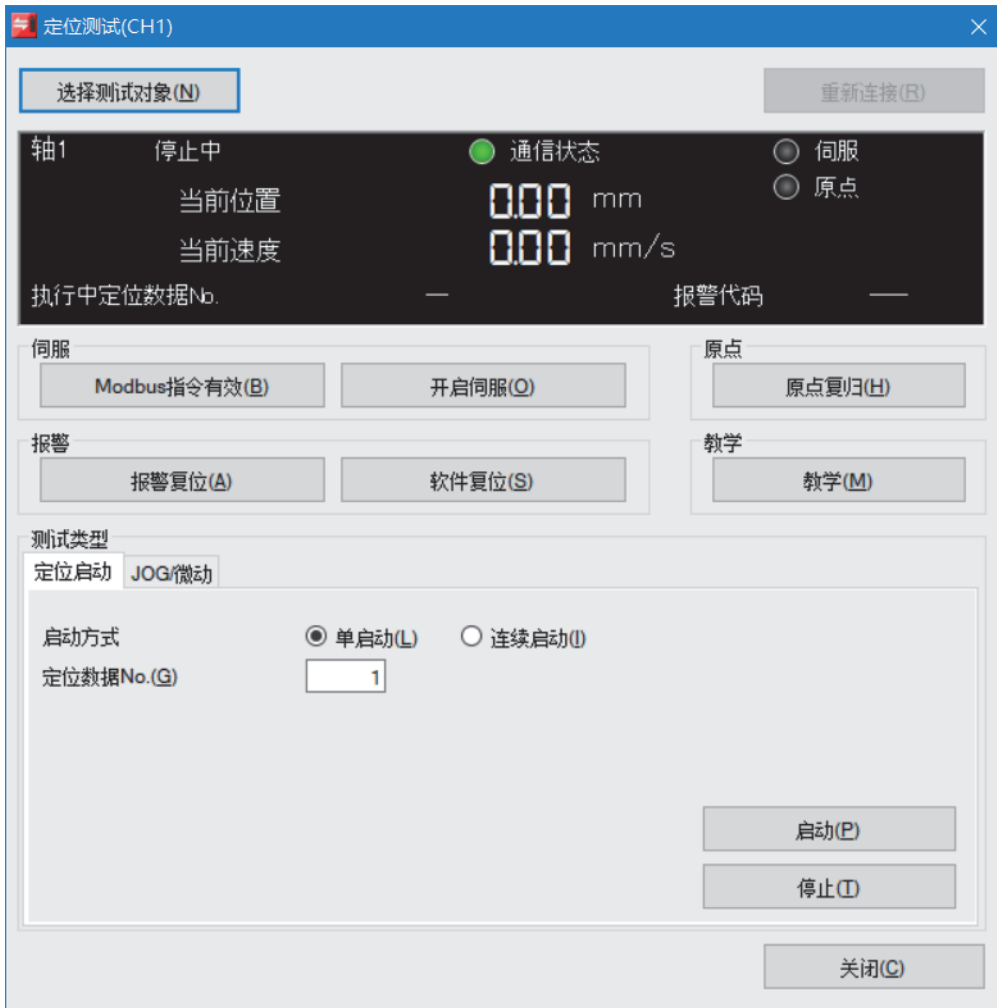 定位测试(CH1)
选择测试对象(N)
重新连接(R)
轴1 停止中 通信状态 伺服
原点
当前位置 0.00 mm
当前速度 0.00 mm/s
执行中定位数据No. — 报警代码 ——
伺服
Modbus指令有效(B) 开启伺服(O)
原点
原点复归(H)
报警
报警复位(A) 软件复位(S)
教学
教学(M)
测试类型
定位启动 JOG/微动
启动方式 单启动(L) 连续启动(I)
定位数据No.(G) 1
启动(P)
停止(T)
关闭(C)